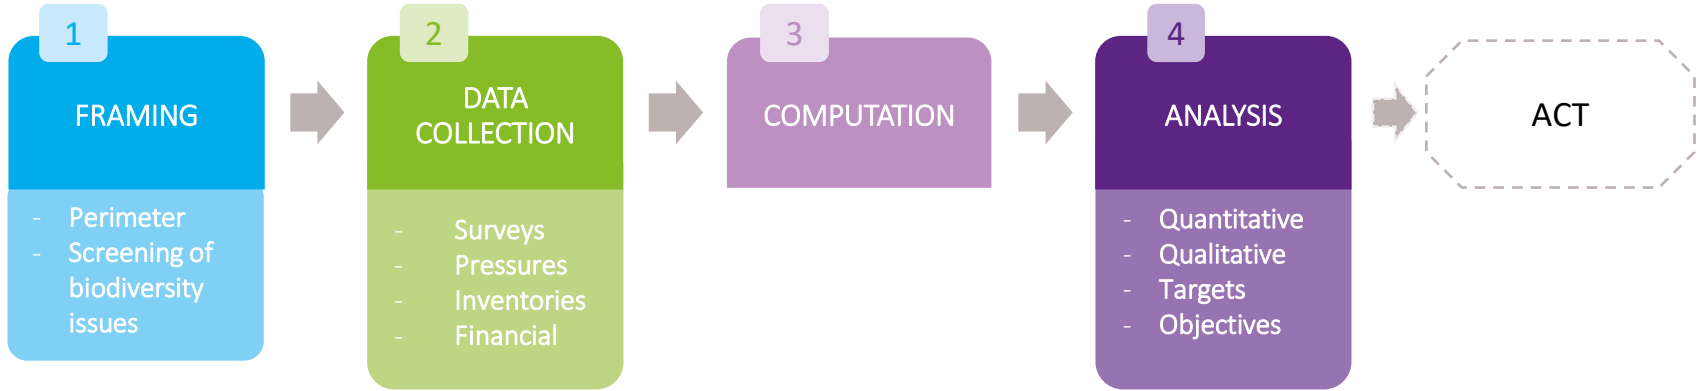 1
FRAMING
- Perimeter
- Screening of
biodiversity
issues
2
DATA
COLLECTION
- Surveys
- Pressures
- Inventories
- Financial
3
COMPUTATION
4
ANALYSIS
- Quantitative
- Qualitative
- Targets
- Objectives
ACT